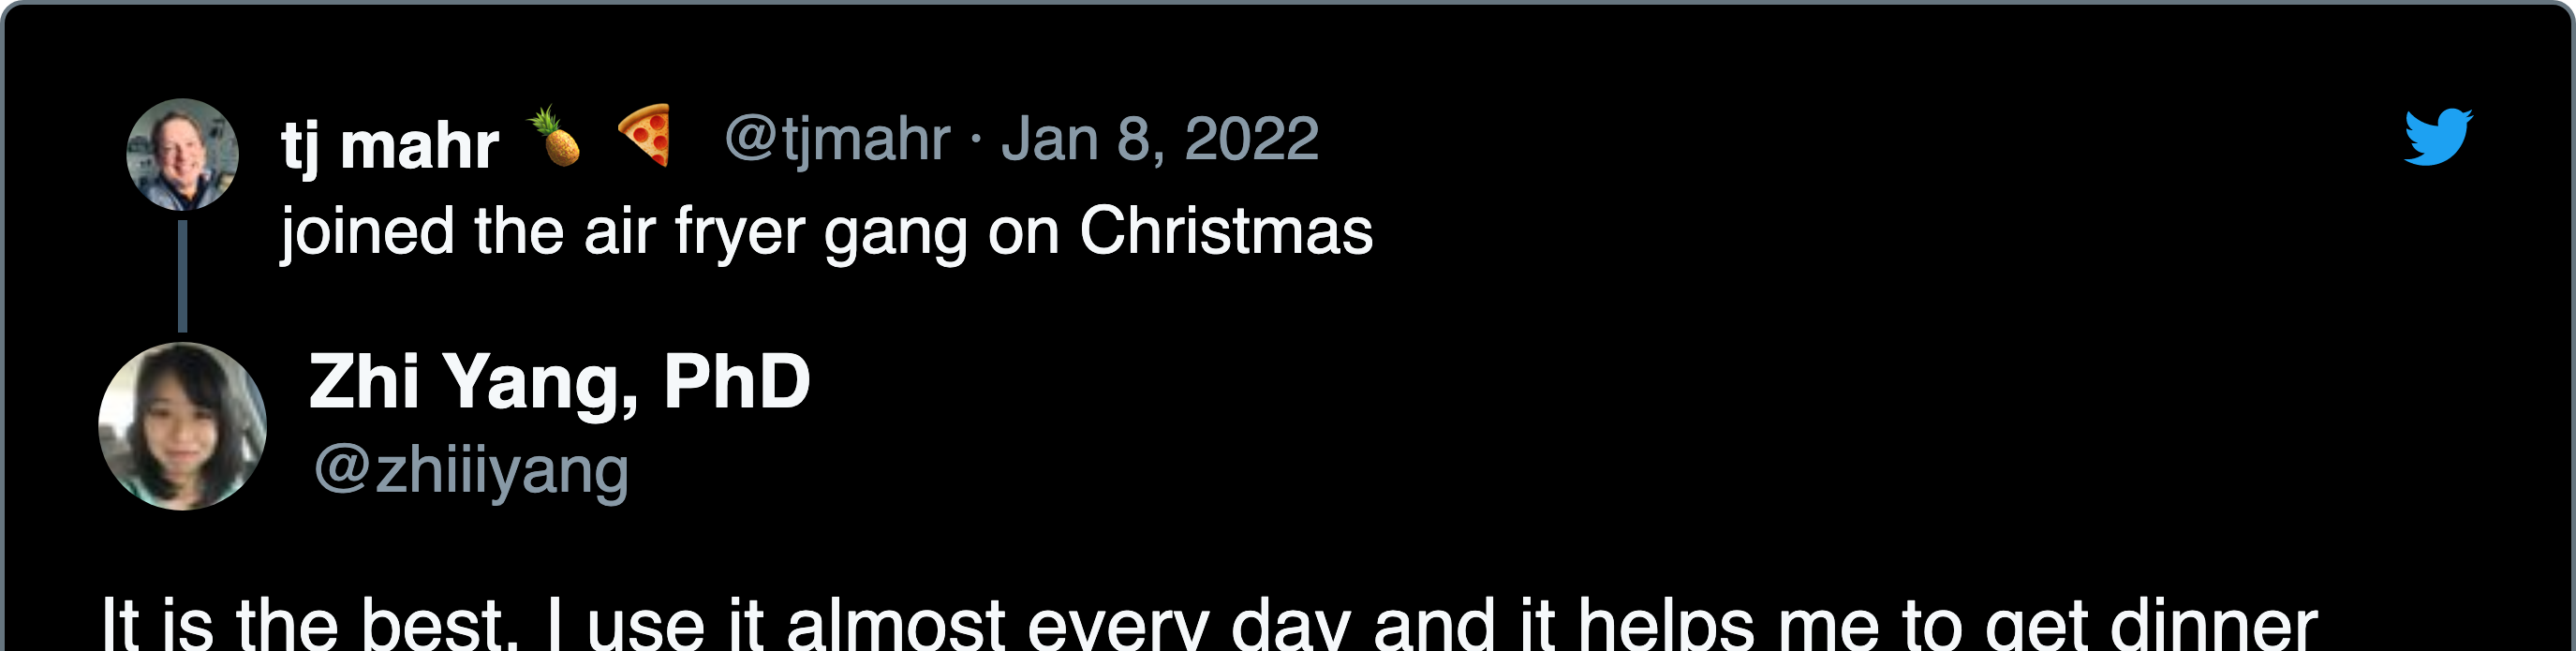 tj mahr 🍍 🍕 @tjmahr · Jan 8, 2022
joined the air fryer gang on Christmas
Zhi Yang, PhD
@zhiiiyang
It is the best. I use it almost every day and it helps me to get dinner